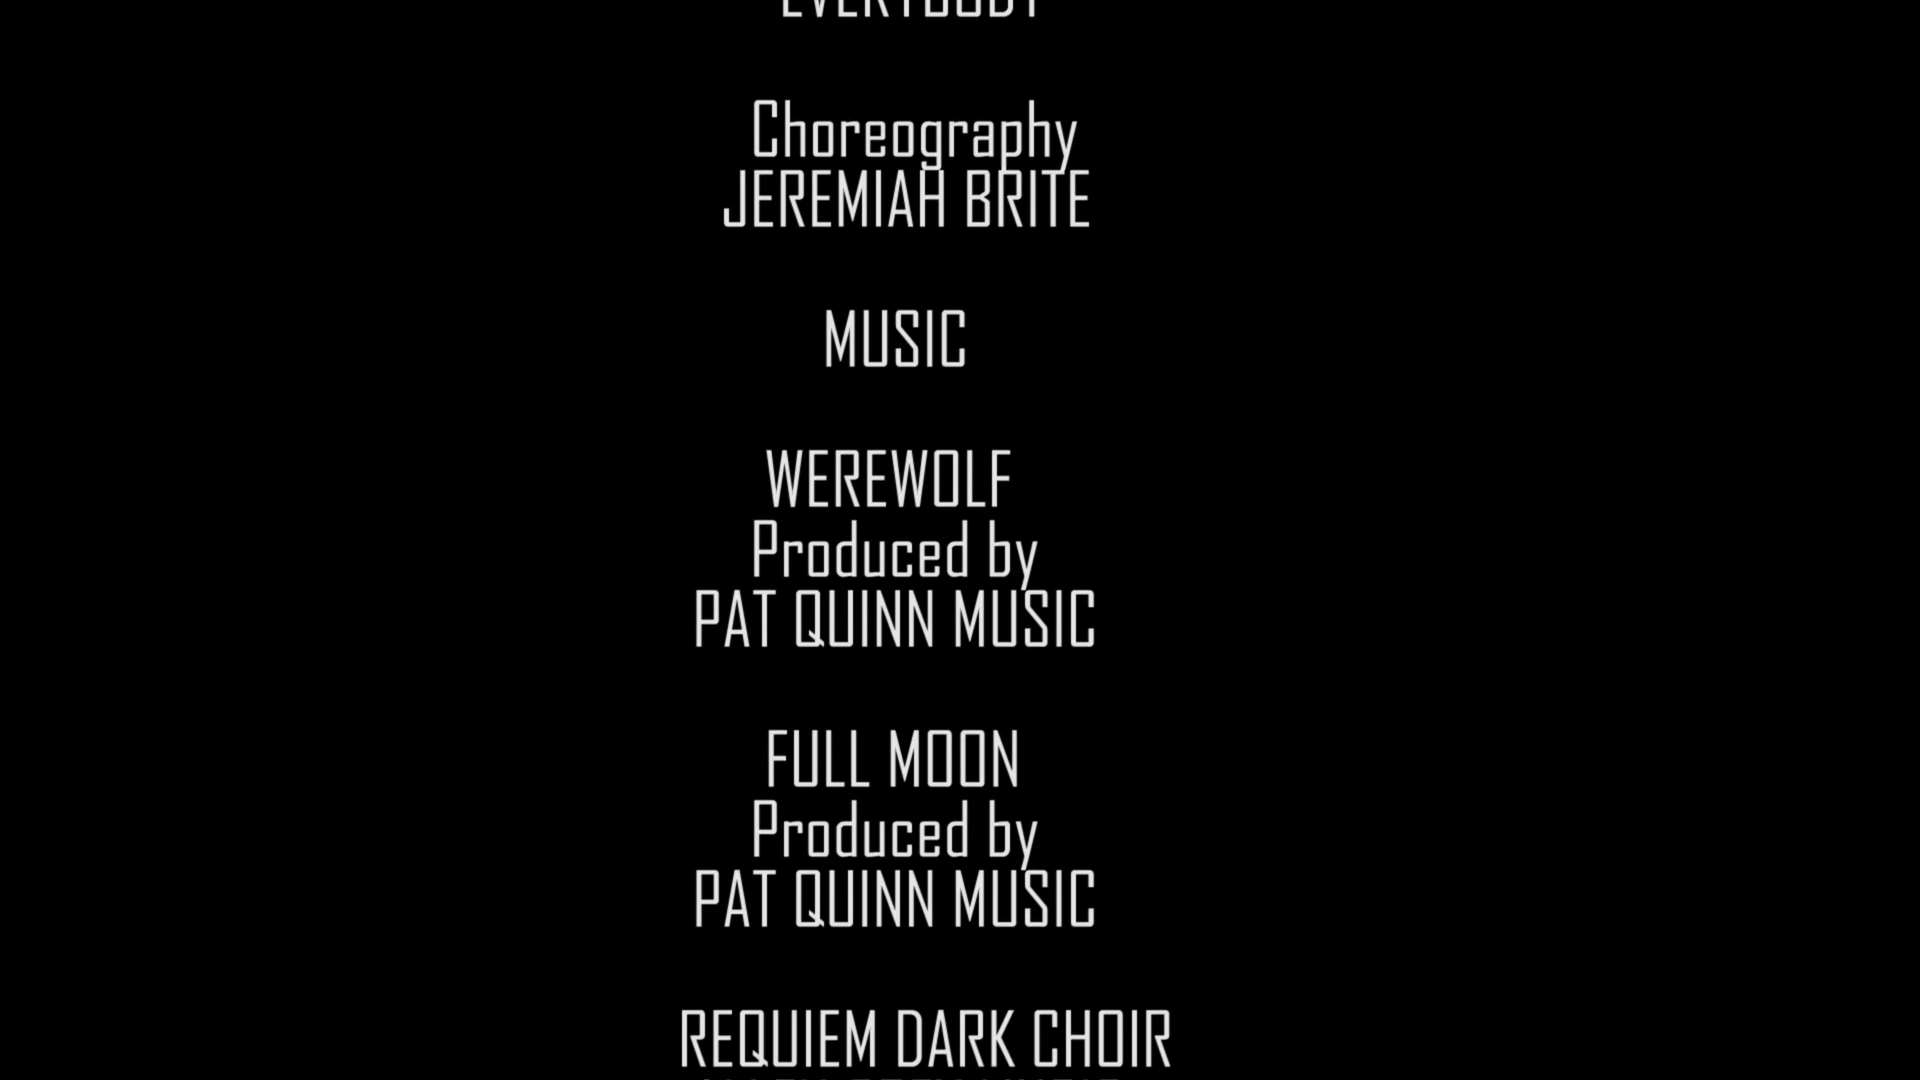 EVERYBODY
Choreography
JEREMIAH BRITE
MUSIC
WEREWOLF
Produced by
PAT QUINN MUSIC
FULL MOON
Produced by
PAT QUINN MUSIC
REQUIEM DARK CHOIR